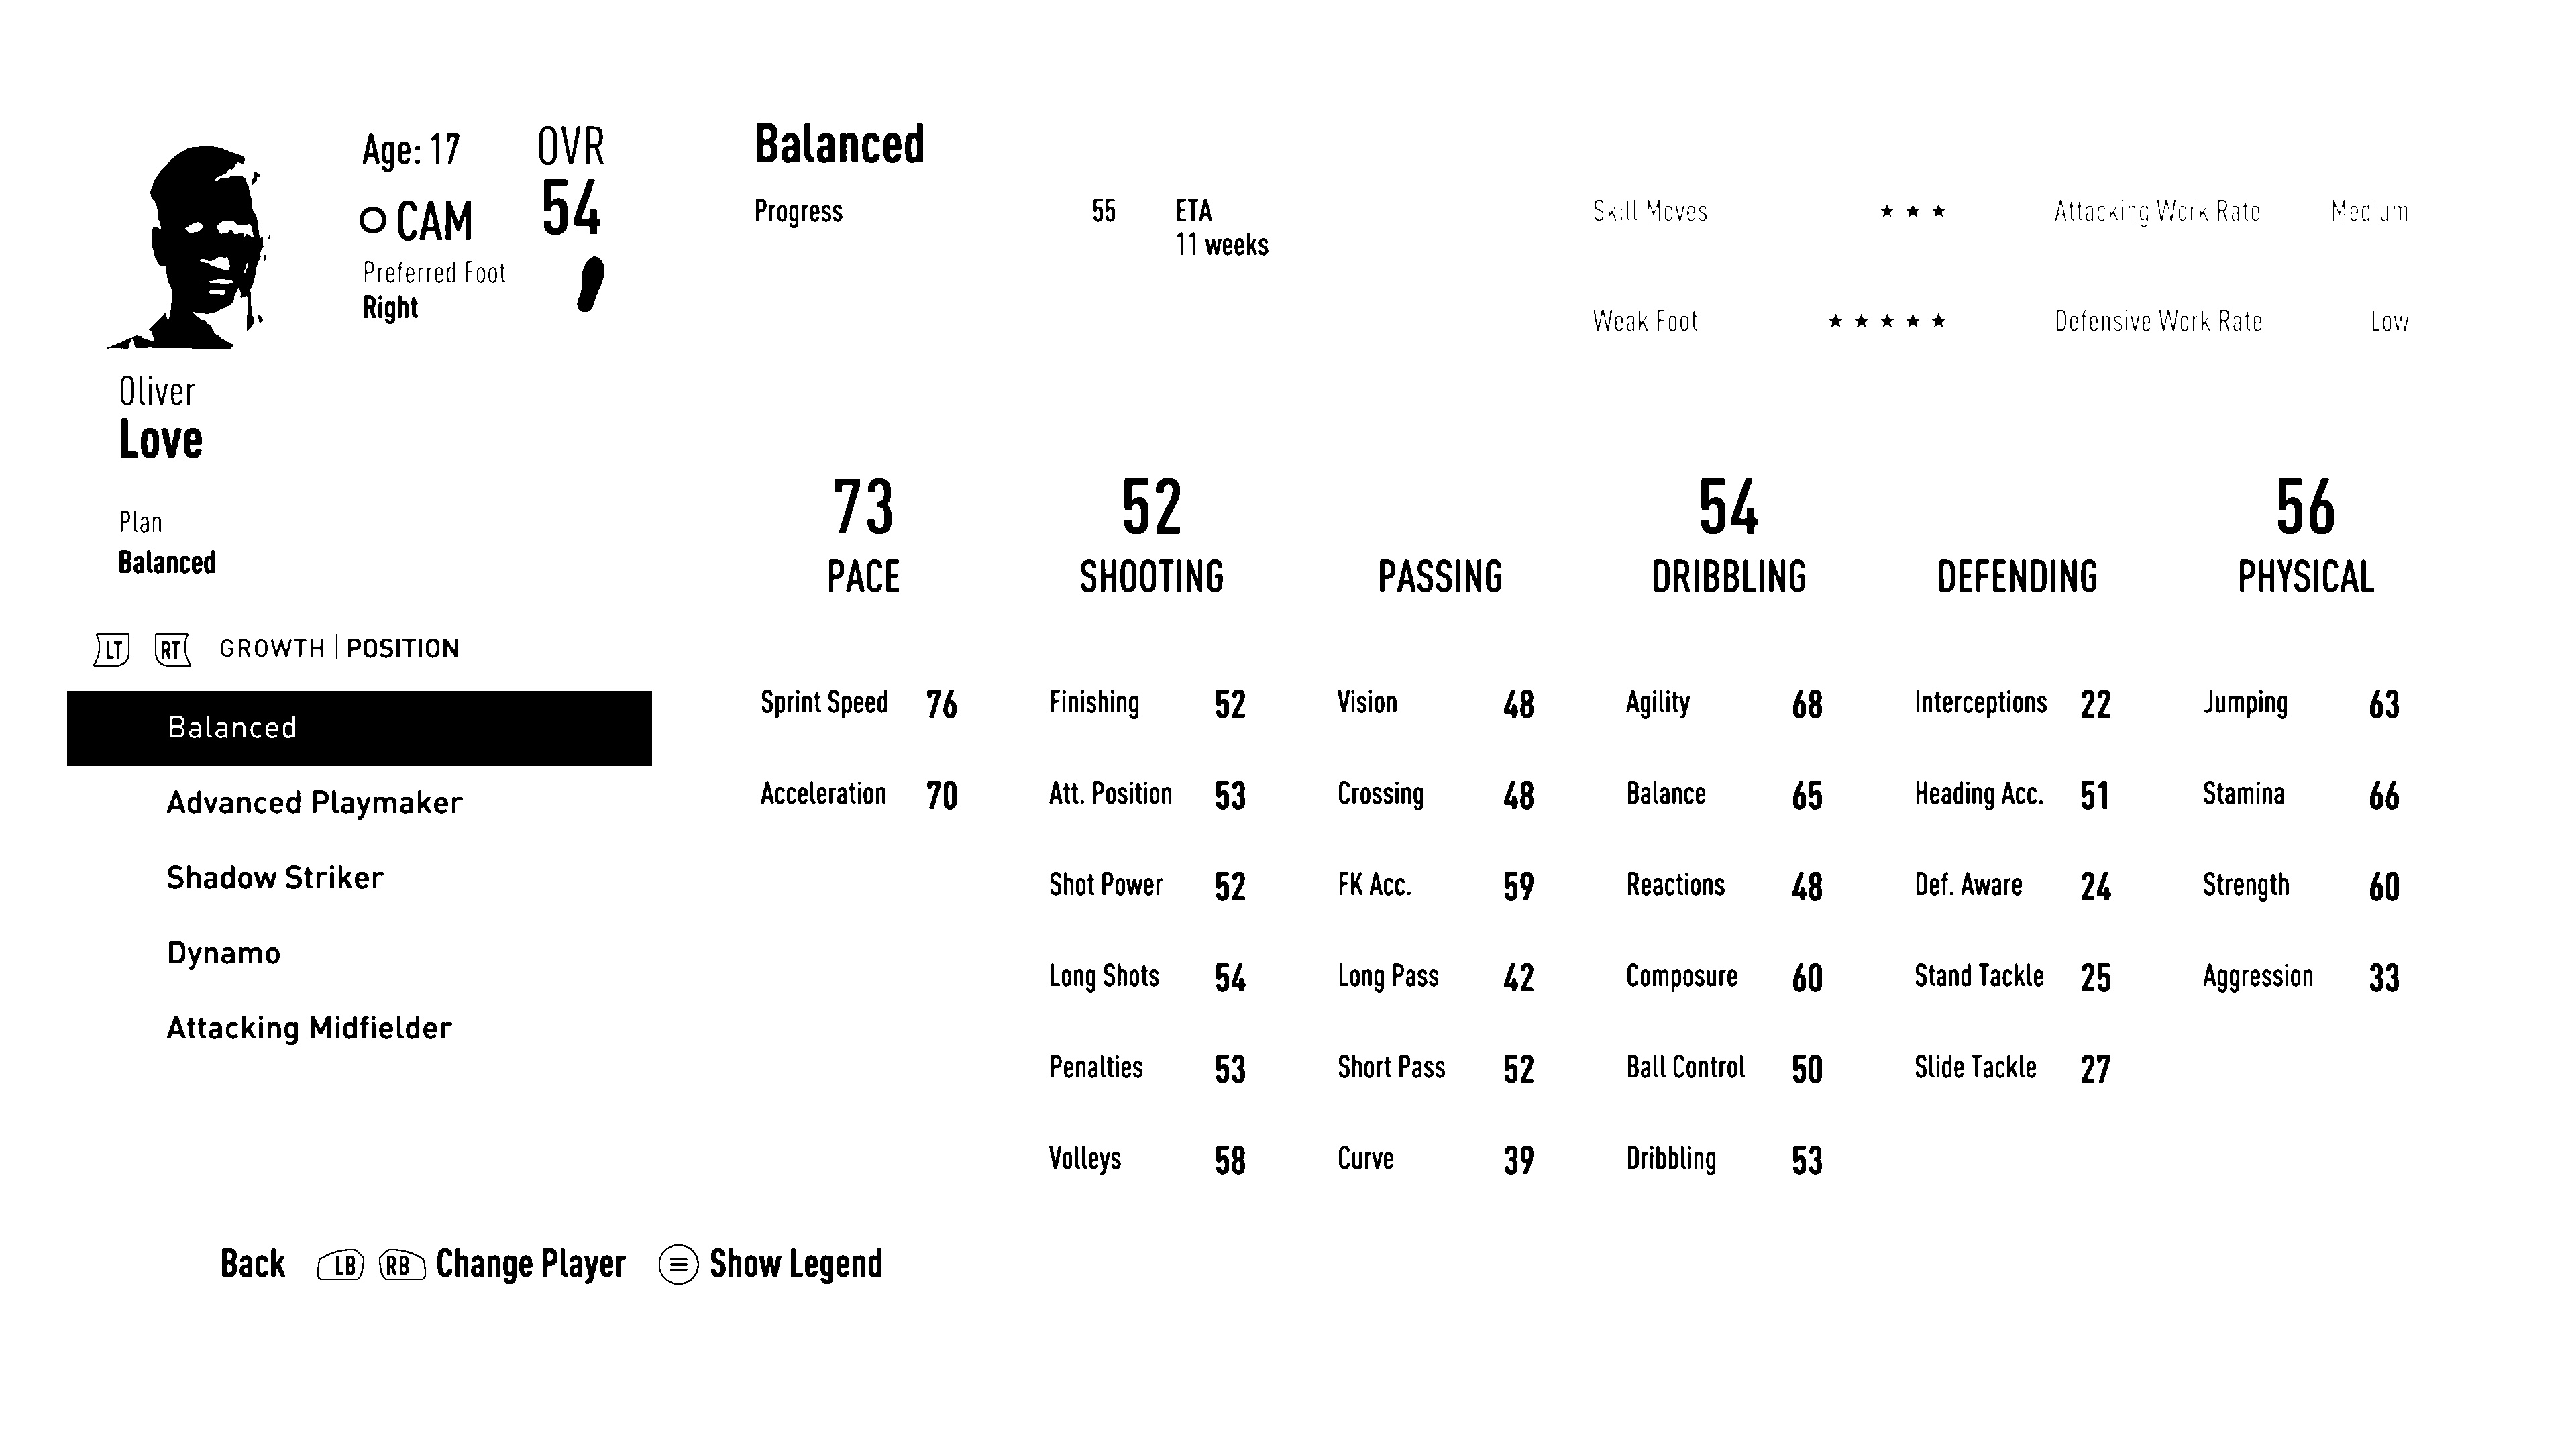 Age: 17
OVR
CAM
54
Preferred Foot
Right
Oliver
Love
Plan
Balanced
LT RT GROWTH | POSITION
Balanced
Advanced Playmaker
Shadow Striker
Dynamo
Attacking Midfielder
Balanced
Progress 55 ETA
11 weeks
Skill Moves ★ ★ ★ Attacking Work Rate Medium
Weak Foot ★ ★ ★ ★ ★ Defensive Work Rate Low
73 52 54 56
PACE SHOOTING PASSING DRIBBLING DEFENDING PHYSICAL
Sprint Speed 76 Finishing 52 Vision 48 Agility 68 Interceptions 22 Jumping 63
Acceleration 70 Att. Position 53 Crossing 48 Balance 65 Heading Acc. 51 Stamina 66
Shot Power 52 FK Acc. 59 Reactions 48 Def. Aware 24 Strength 60
Long Shots 54 Long Pass 42 Composure 60 Stand Tackle 25 Aggression 33
Penalties 53 Short Pass 52 Ball Control 50 Slide Tackle 27
Volleys 58 Curve 39 Dribbling 53
Back LB RB Change Player Show Legend